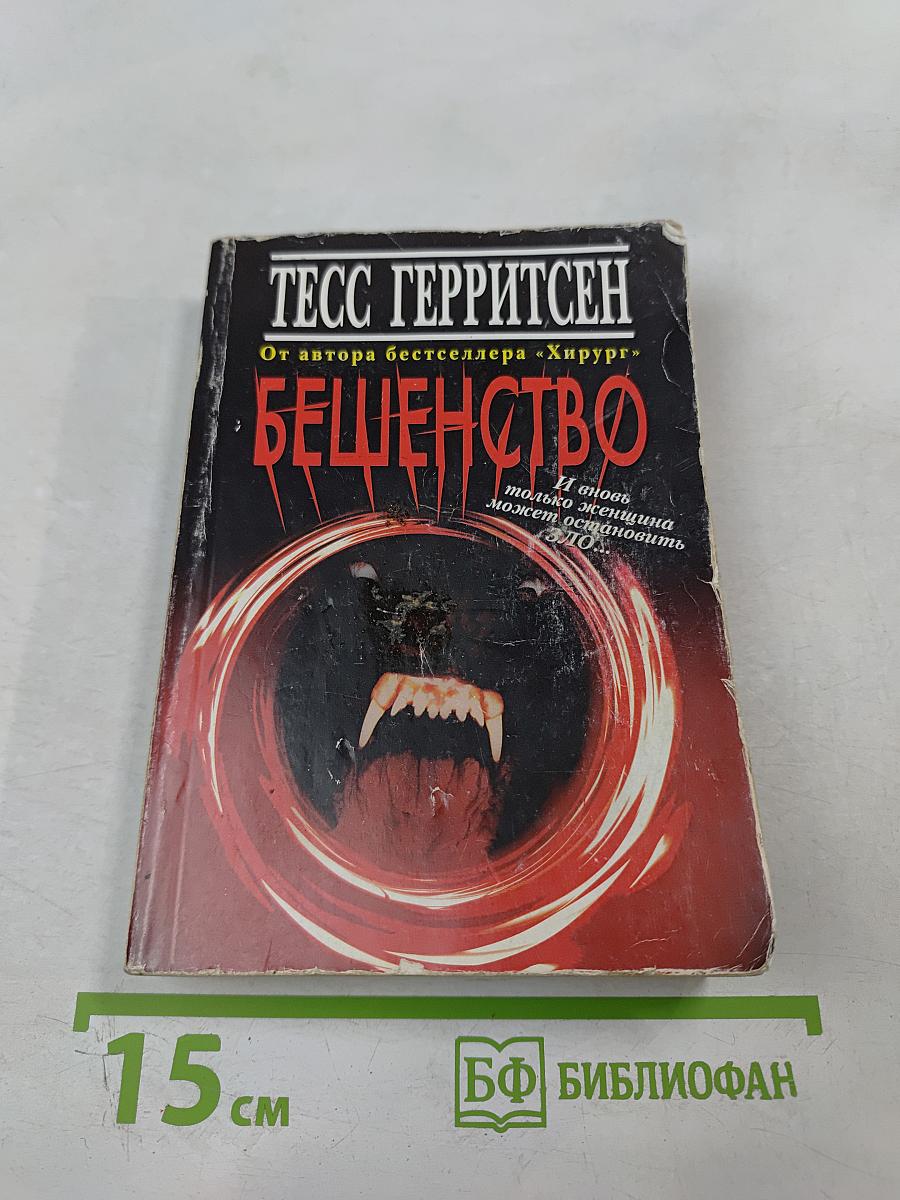 ТЕСС ГЕРРИТСЕН
От автора бестселлера «Хирург»
БЕШЕНСТВО
И вновь
только женщина
может остановить
ЗЛО...
15 см
БФ БИБЛИОФАН